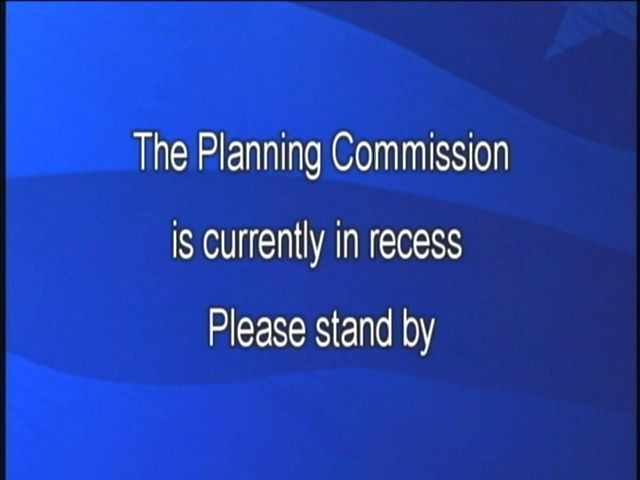 The Planning Commission
is currently in recess
Please stand by